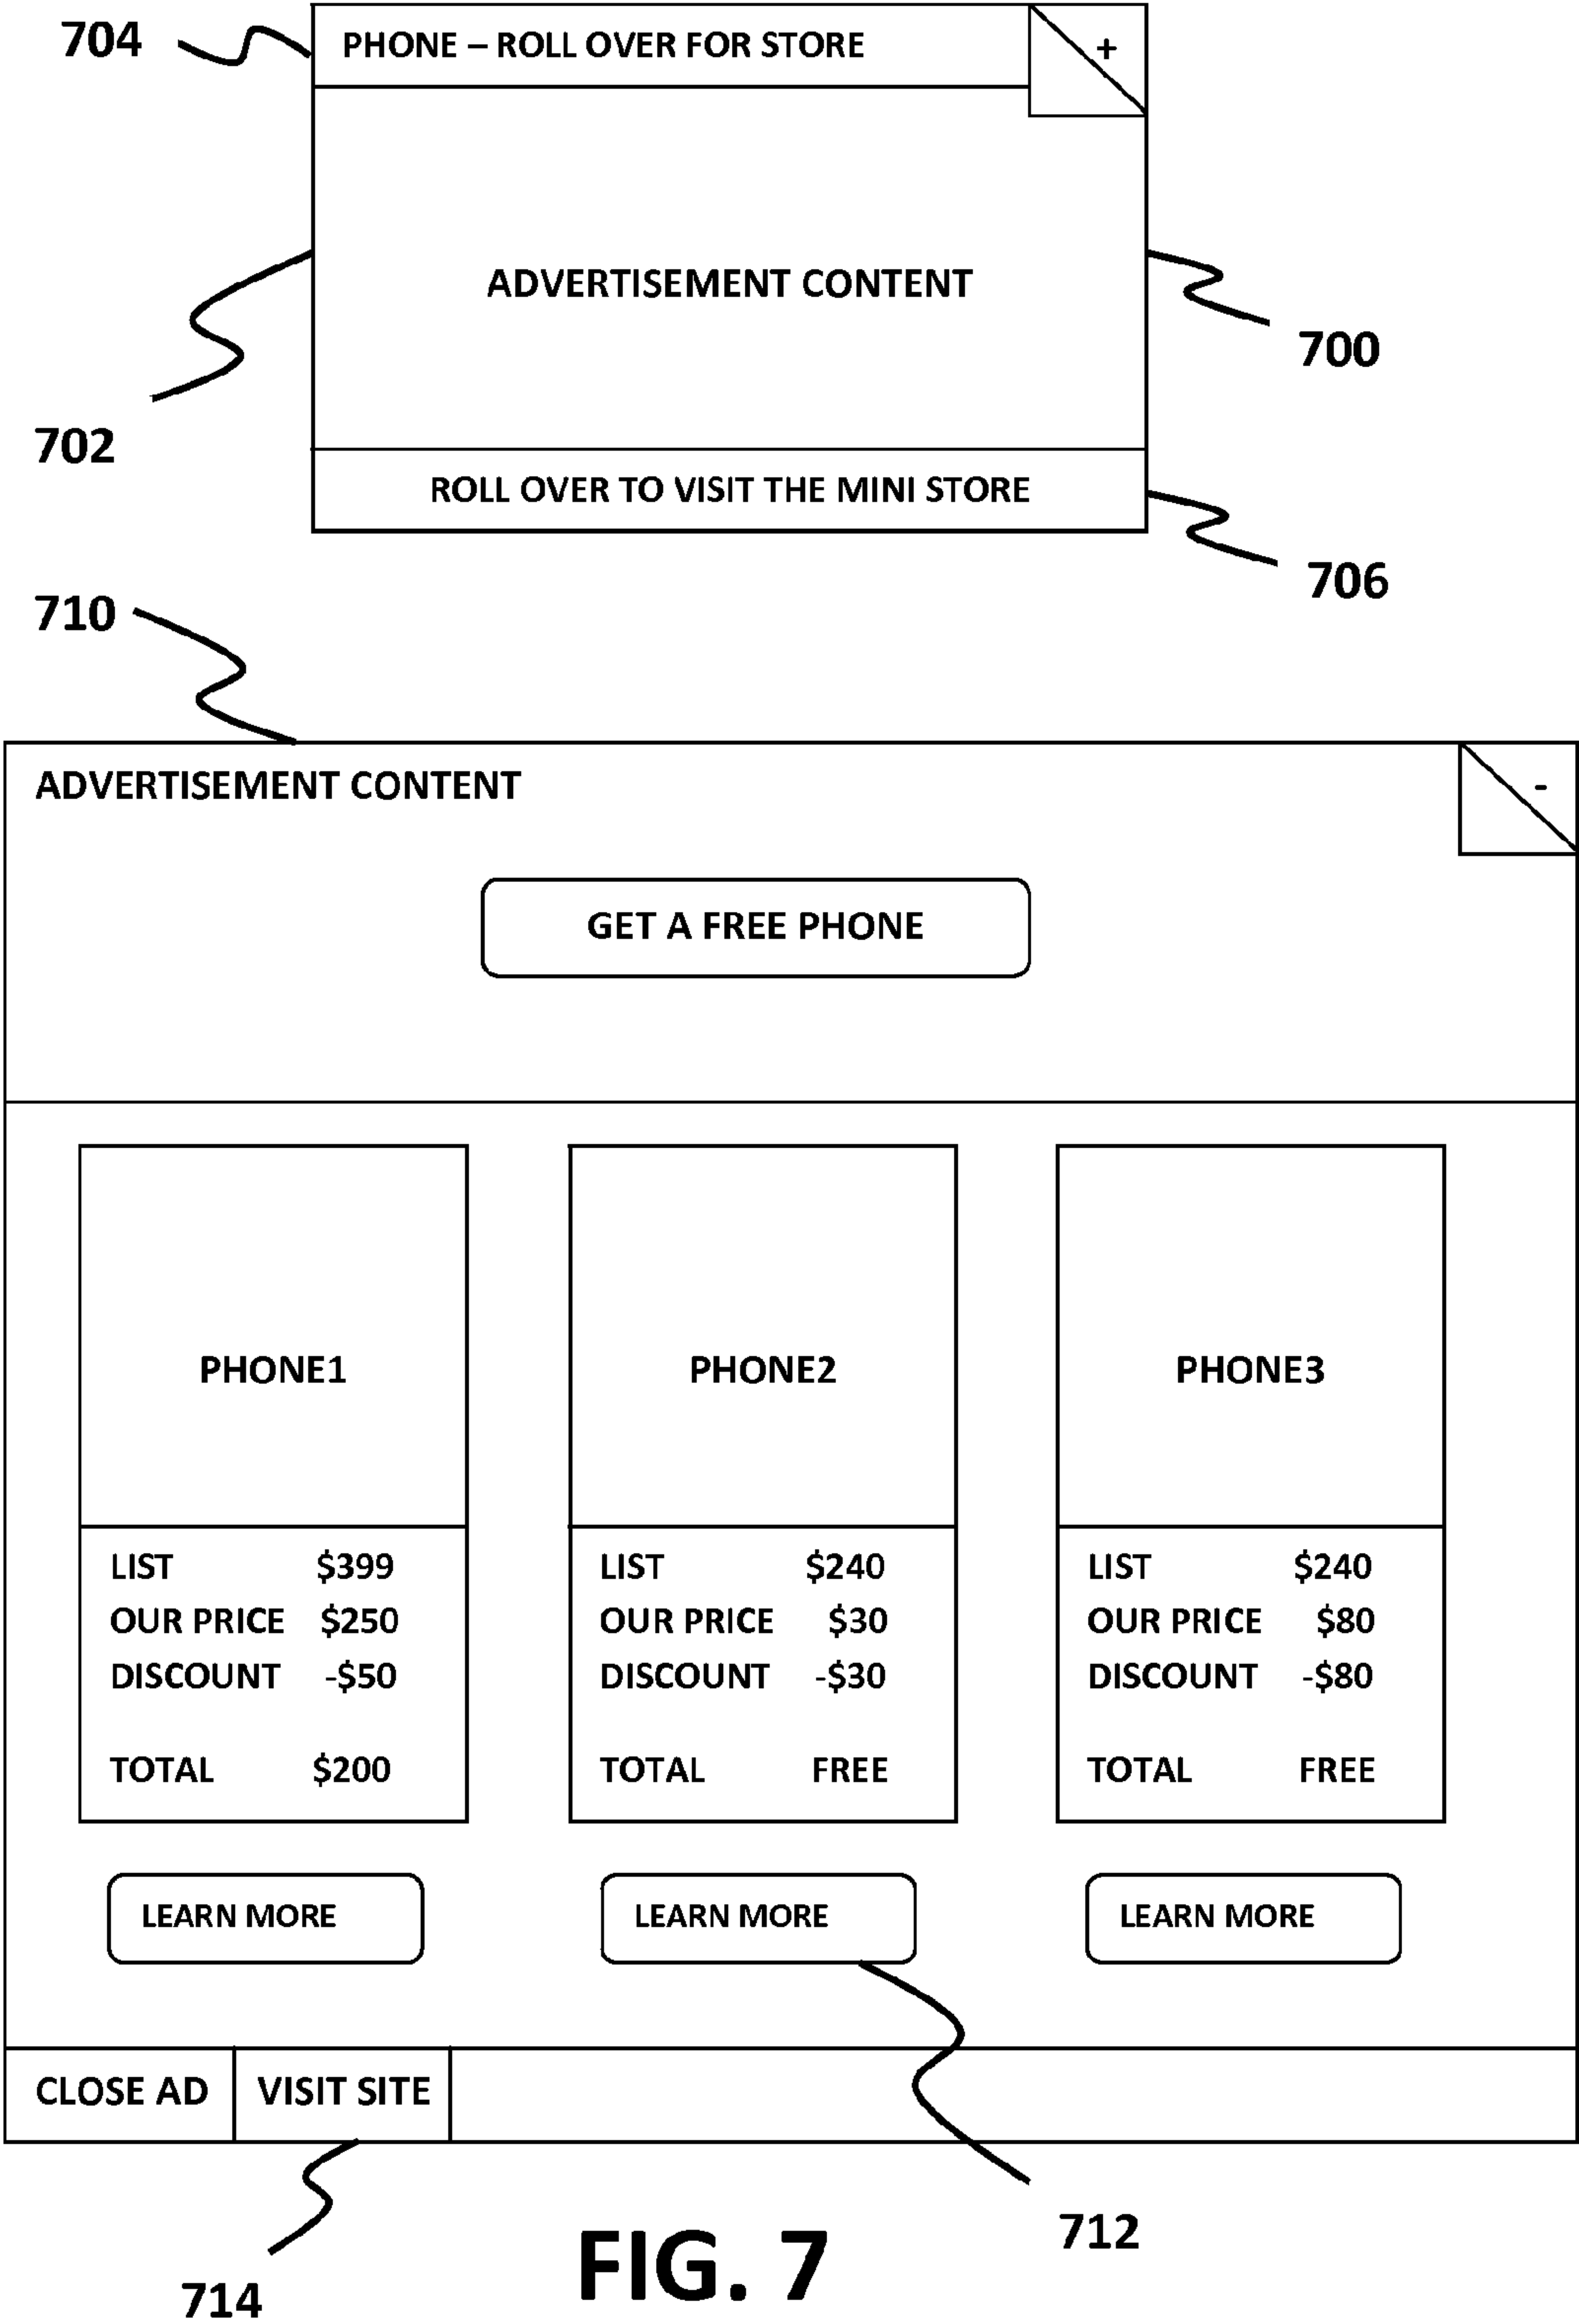 704
PHONE – ROLL OVER FOR STORE
+
ADVERTISEMENT CONTENT
700
702
ROLL OVER TO VISIT THE MINI STORE
706
710
ADVERTISEMENT CONTENT
-
GET A FREE PHONE
PHONE1
LIST $399
OUR PRICE $250
DISCOUNT -$50
TOTAL $200
LEARN MORE
PHONE2
LIST $240
OUR PRICE $30
DISCOUNT -$30
TOTAL FREE
LEARN MORE
PHONE3
LIST $240
OUR PRICE $80
DISCOUNT -$80
TOTAL FREE
LEARN MORE
CLOSE AD
VISIT SITE
712
714
FIG. 7